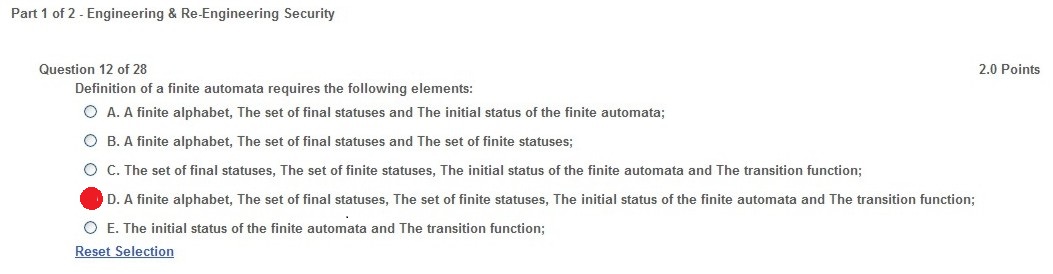 Part 1 of 2 - Engineering & Re-Engineering Security
Question 12 of 28 2.0 Points
Definition of a finite automata requires the following elements:
A. A finite alphabet, The set of final statuses and The initial status of the finite automata;
B. A finite alphabet, The set of final statuses and The set of finite statuses;
C. The set of final statuses, The set of finite statuses, The initial status of the finite automata and The transition function;
D. A finite alphabet, The set of final statuses, The set of finite statuses, The initial status of the finite automata and The transition function;
E. The initial status of the finite automata and The transition function;
Reset Selection